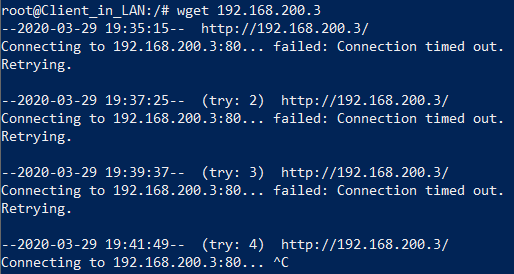 root@Client_in_LAN:/# wget 192.168.200.3
--2020-03-29 19:35:15--  http://192.168.200.3/
Connecting to 192.168.200.3:80... failed: Connection timed out.
Retrying.

--2020-03-29 19:37:25--  (try: 2)  http://192.168.200.3/
Connecting to 192.168.200.3:80... failed: Connection timed out.
Retrying.

--2020-03-29 19:39:37--  (try: 3)  http://192.168.200.3/
Connecting to 192.168.200.3:80... failed: Connection timed out.
Retrying.

--2020-03-29 19:41:49--  (try: 4)  http://192.168.200.3/
Connecting to 192.168.200.3:80... ^C